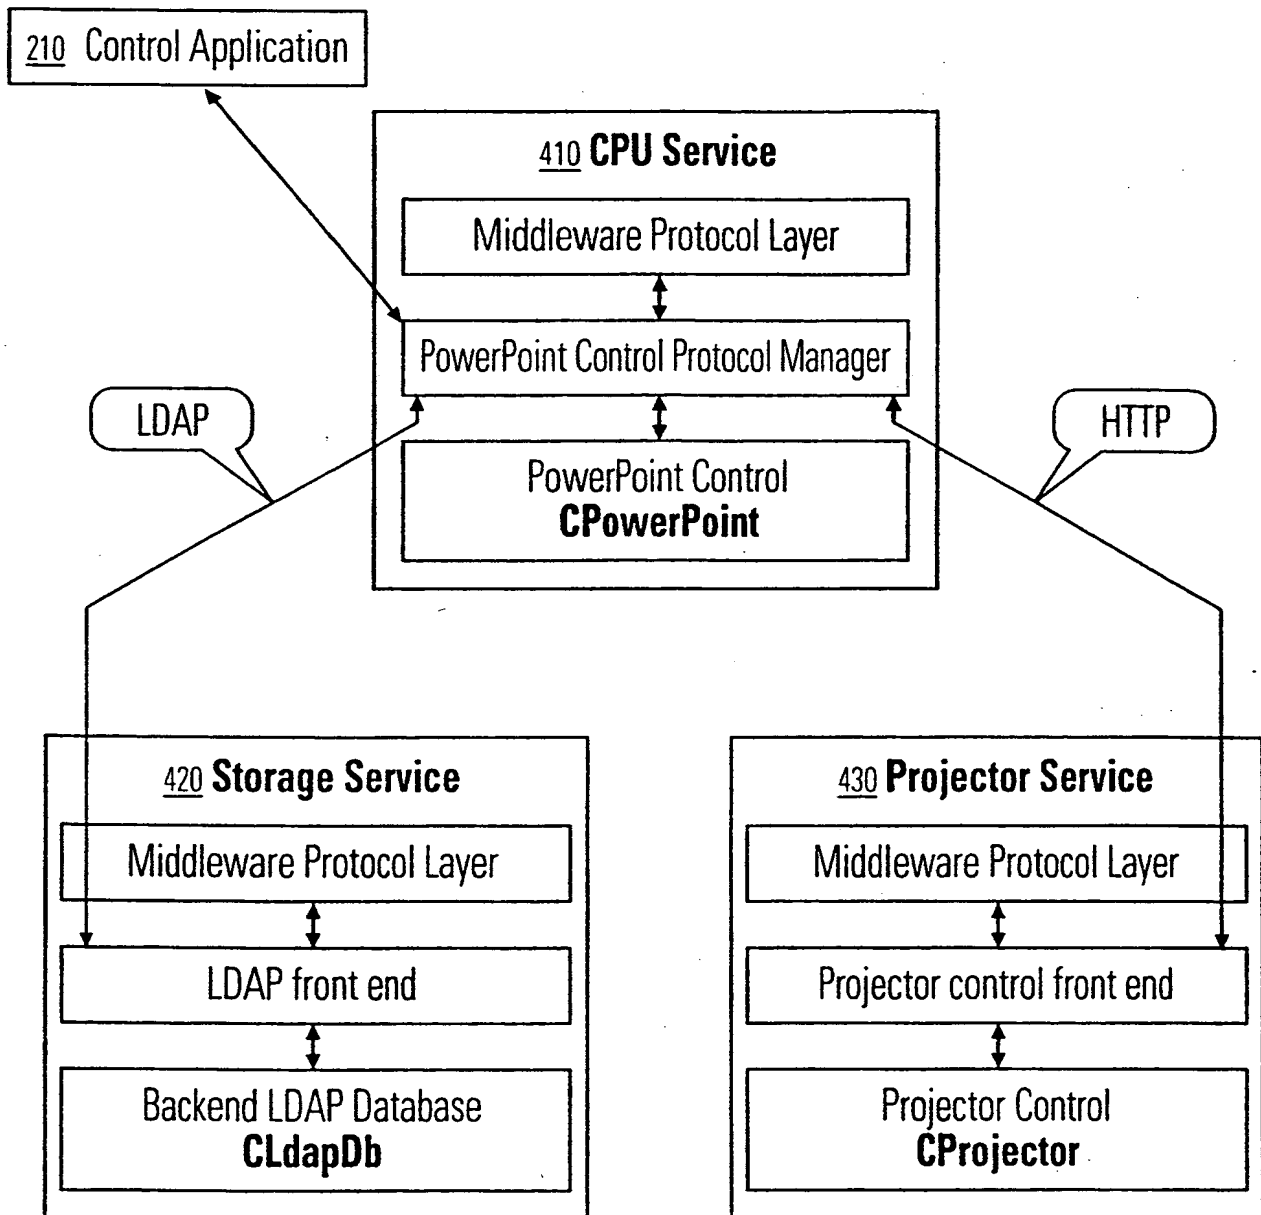 210 Control Application
410 CPU Service
Middleware Protocol Layer
PowerPoint Control Protocol Manager
LDAP
HTTP
PowerPoint Control
CPowerPoint
420 Storage Service
Middleware Protocol Layer
LDAP front end
Backend LDAP Database
CLdapDb
430 Projector Service
Middleware Protocol Layer
Projector control front end
Projector Control
CProjector